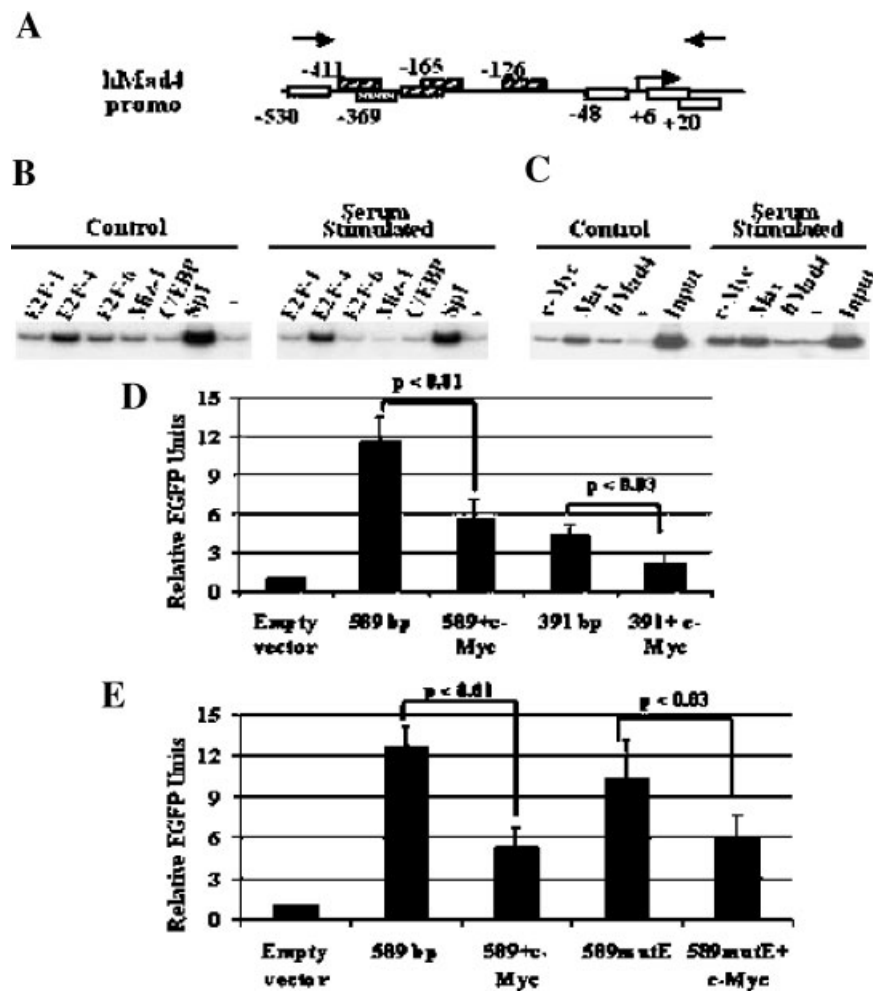 A
hMad4
promo
-530
-411
-369
-165
-126
-48
+6
+20
B
Control
E2F-1 E2F-4 E2F-6 C/EBP Sp1 -
Serum
Stimulated
E2F-1 E2F-4 E2F-6 C/EBP Sp1
C
Control
c-Myc Max hMad4 Input
Serum
Stimulated
c-Myc Max hMad4 - Input
D
Relative EGFP Units
15
12
9
6
3
0
p < 0.01
p < 0.03
Empty vector
589 bp
589+c-Myc
391 bp
391+ c-Myc
E
Relative EGFP Units
15
12
9
6
3
0
p < 0.01
p < 0.03
Empty vector
589 bp
589+c-Myc
589mutE
589mutE+ c-Myc